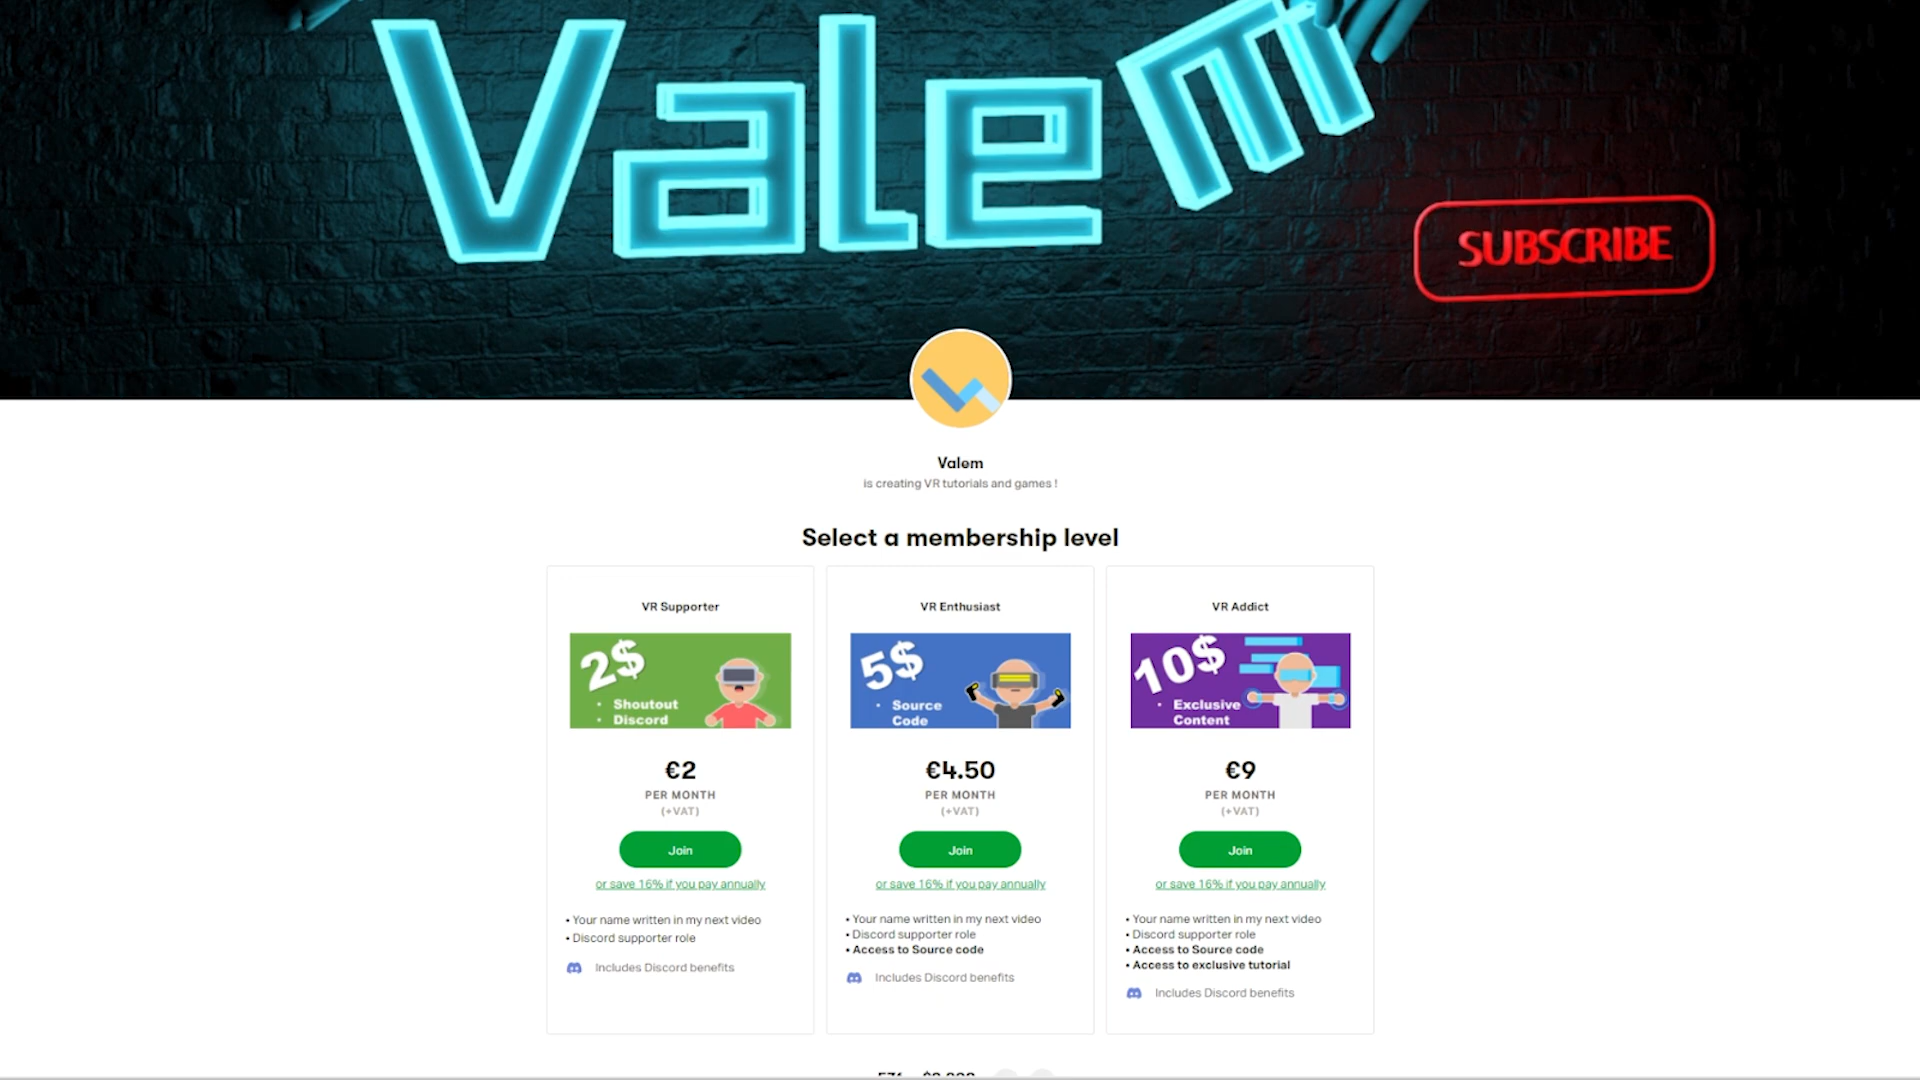 Valem
SUBSCRIBE
Valem
is creating VR tutorials and games !
Select a membership level
VR Supporter
2$
• Shoutout
• Discord
€2
PER MONTH
(+VAT)
Join
or save 16% if you pay annually
• Your name written in my next video
• Discord supporter role
Includes Discord benefits
VR Enthusiast
5$
• Source
Code
€4.50
PER MONTH
(+VAT)
Join
or save 16% if you pay annually
• Your name written in my next video
• Discord supporter role
• Access to Source code
Includes Discord benefits
VR Addict
10$
• Exclusive
Content
€9
PER MONTH
(+VAT)
Join
or save 16% if you pay annually
• Your name written in my next video
• Discord supporter role
• Access to Source code
• Access to exclusive tutorial
Includes Discord benefits